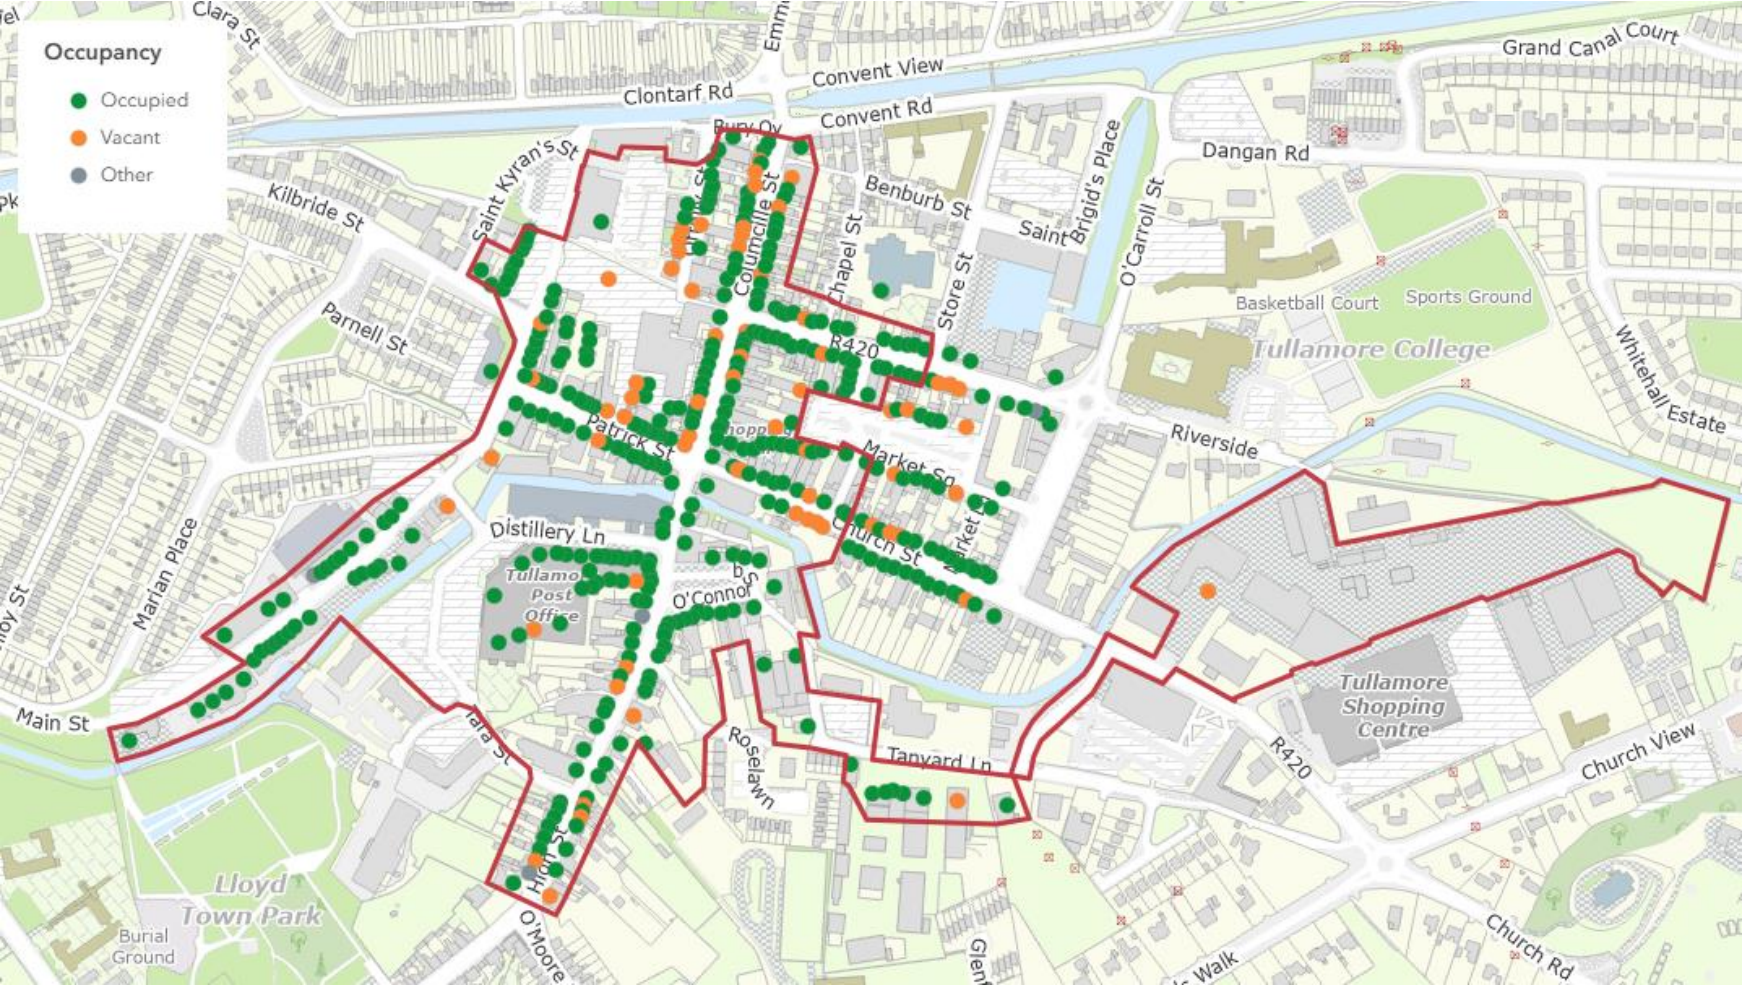 Occupancy
Occupied
Vacant
Other
Clara St
Clontarf Rd
Convent View
Convent Rd
Grand Canal Court
Bury Qy
Saint Kyran's St
Kilbride St
Parnell St
Columcille St
Benburb St
Chapel St
Store St
Saint Brigid's Place
O'Carroll St
Dangan Rd
Basketball Court
Sports Ground
Tullamore College
Whitehall Estate
R420
Riverside
Patrick St
Market Sq
Church St
Distillery Ln
Marian Place
Post
Office
O'Connor
Main St
Tanyard Ln
Roselawn
R420
Tullamore
Shopping
Centre
Church View
Church Rd
High St
O'Moore
Lloyd
Town Park
Burial
Ground
Walk